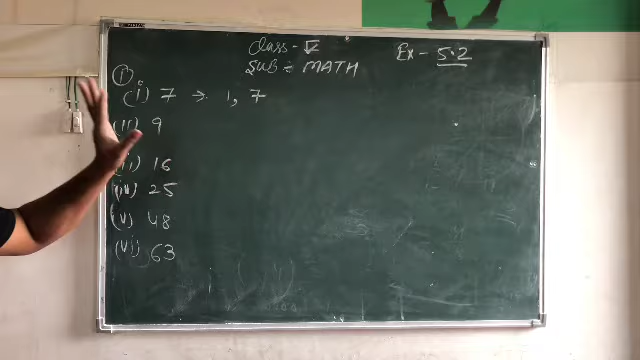 Class - V
Ex - 5.2
Sub = MATH
(1)
(i) 7 → 1, 7
(ii) 9
(iii) 16
(iv) 25
(v) 48
(vi) 63